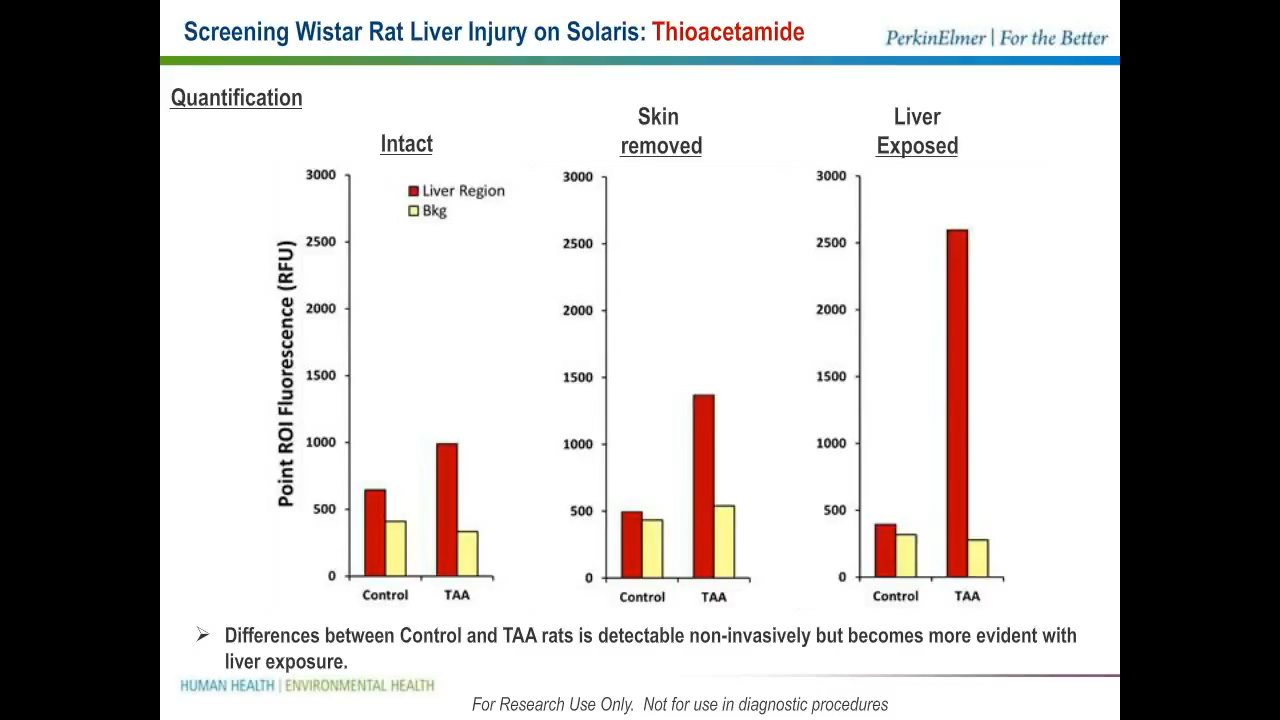 Screening Wistar Rat Liver Injury on Solaris: Thioacetamide
PerkinElmer | For the Better
Quantification
Intact
Skin
removed
Liver
Exposed
Point ROI Fluorescence (RFU)
3000
2500
2000
1500
1000
500
0
Liver Region
Bkg
Control
TAA
3000
2500
2000
1500
1000
500
0
Control
TAA
3000
2500
2000
1500
1000
500
0
Control
TAA
➢ Differences between Control and TAA rats is detectable non-invasively but becomes more evident with
liver exposure.
HUMAN HEALTH | ENVIRONMENTAL HEALTH
For Research Use Only. Not for use in diagnostic procedures